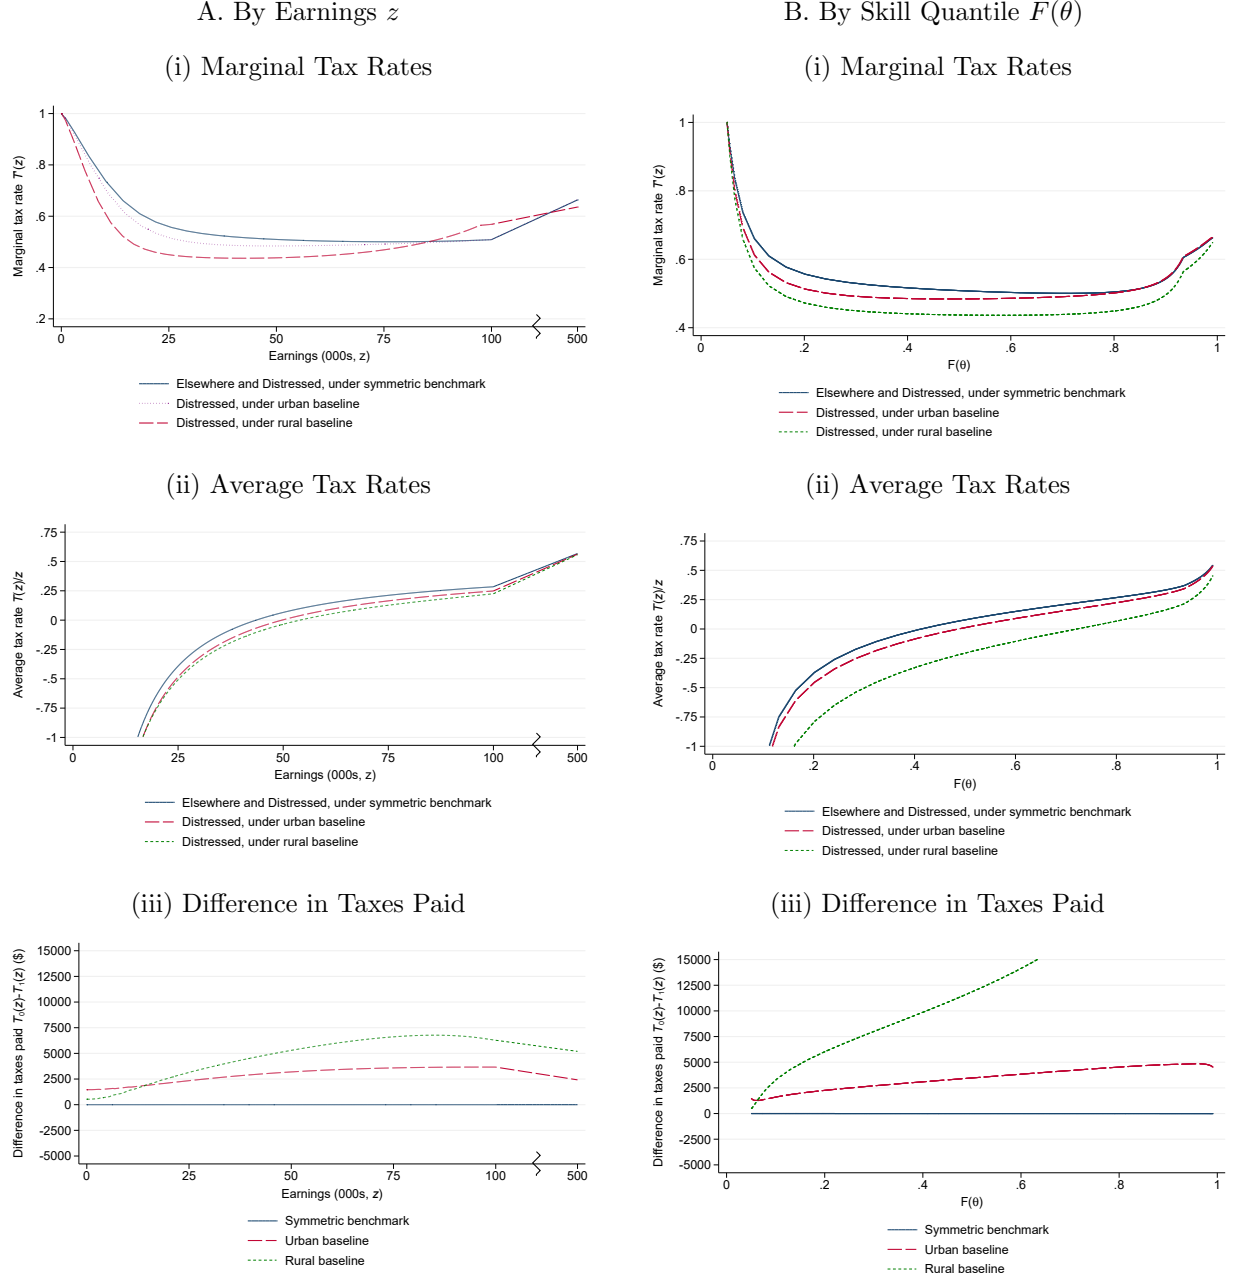 A. By Earnings z
(i) Marginal Tax Rates
Marginal tax rate T'(z)
1
.8
.6
.4
.2
0 25 50 75 100 500
Earnings (000s, z)
Elsewhere and Distressed, under symmetric benchmark
Distressed, under urban baseline
Distressed, under rural baseline
(ii) Average Tax Rates
Average tax rate T(z)/z
.75
.5
.25
0
-.25
-.5
-.75
-1
0 25 50 75 100 500
Earnings (000s, z)
Elsewhere and Distressed, under symmetric benchmark
Distressed, under urban baseline
Distressed, under rural baseline
(iii) Difference in Taxes Paid
Difference in taxes paid T₀(z)-T₁(z) ($)
15000
12500
10000
7500
5000
2500
0
-2500
-5000
0 25 50 75 100 500
Earnings (000s, z)
Symmetric benchmark
Urban baseline
Rural baseline
B. By Skill Quantile F(θ)
(i) Marginal Tax Rates
Marginal tax rate T'(z)
1
.8
.6
.4
0 .2 .4 .6 .8 1
F(θ)
Elsewhere and Distressed, under symmetric benchmark
Distressed, under urban baseline
Distressed, under rural baseline
(ii) Average Tax Rates
Average tax rate T(z)/z
.75
.5
.25
0
-.25
-.5
-.75
-1
0 .2 .4 .6 .8 1
F(θ)
Elsewhere and Distressed, under symmetric benchmark
Distressed, under urban baseline
Distressed, under rural baseline
(iii) Difference in Taxes Paid
Difference in taxes paid T₀(z)-T₁(z) ($)
15000
12500
10000
7500
5000
2500
0
-2500
-5000
0 .2 .4 .6 .8 1
F(θ)
Symmetric benchmark
Urban baseline
Rural baseline